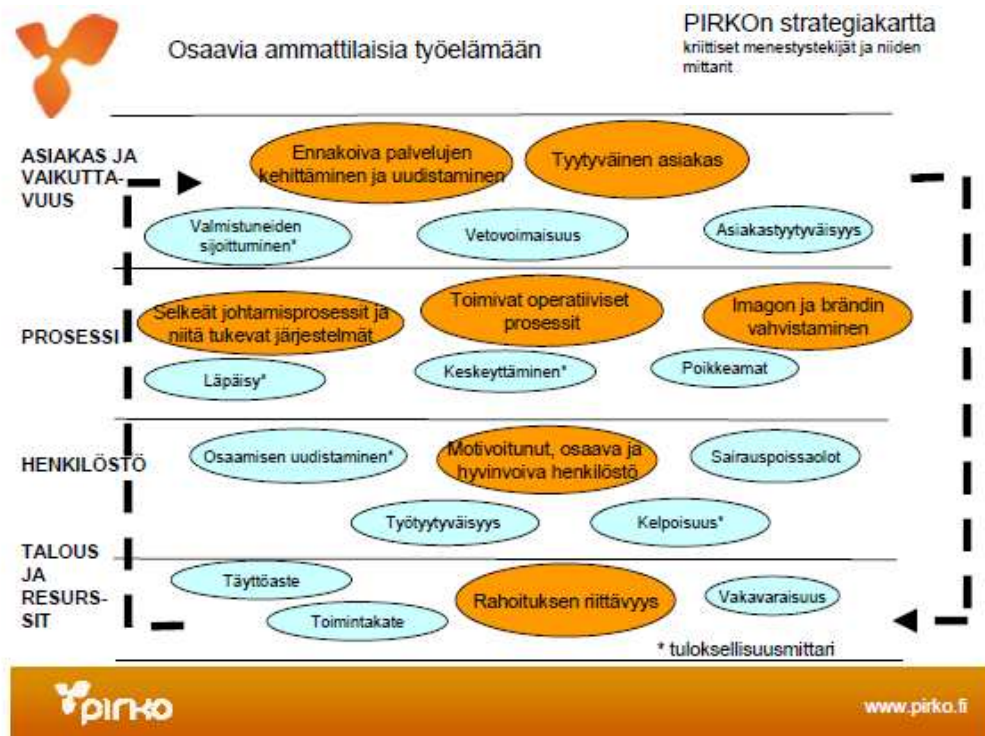 Osaavia ammattilaisia työelämään
PIRKOn strategiakartta
kriittiset menestystekijät ja niiden
mittarit
ASIAKAS JA
VAIKUTTA-
VUUS
Ennakoiva palvelujen
kehittäminen ja uudistaminen
Tyytyväinen asiakas
Valmistuneiden
sijoittuminen*
Vetovoimaisuus
Asiakastyytyväisyys
PROSESSI
Selkeät johtamisprosessit ja
niitä tukevat järjestelmät
Toimivat operatiiviset
prosessit
Imagon ja brändin
vahvistaminen
Läpäisy*
Keskeyttäminen*
Poikkeamat
HENKILÖSTÖ
Osaamisen uudistaminen*
Motivoitunut, osaava ja
hyvinvoiva henkilöstö
Sairauspoissaolot
Työtyytyväisyys
Kelpoisuus*
TALOUS
JA
RESURS-
SIT
Täyttöaste
Toimintakate
Rahoituksen riittävyys
Vakavaraisuus
* tuloksellisuusmittari
pirko
www.pirko.fi